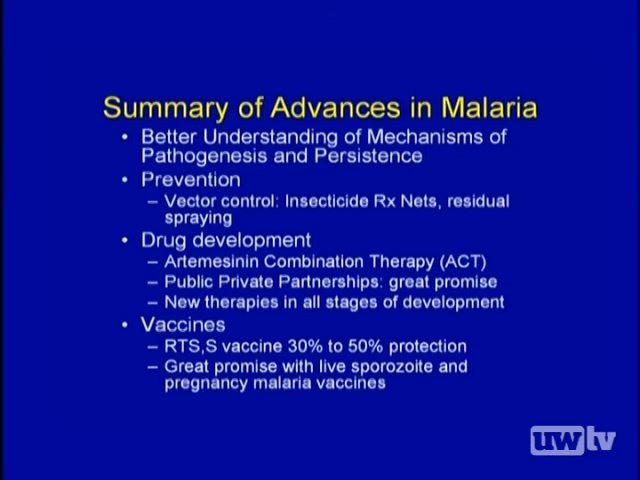 Summary of Advances in Malaria
• Better Understanding of Mechanisms of
Pathogenesis and Persistence
• Prevention
– Vector control: Insecticide Rx Nets, residual
spraying
• Drug development
– Artemesinin Combination Therapy (ACT)
– Public Private Partnerships: great promise
– New therapies in all stages of development
• Vaccines
– RTS,S vaccine 30% to 50% protection
– Great promise with live sporozoite and
pregnancy malaria vaccines
uwtv